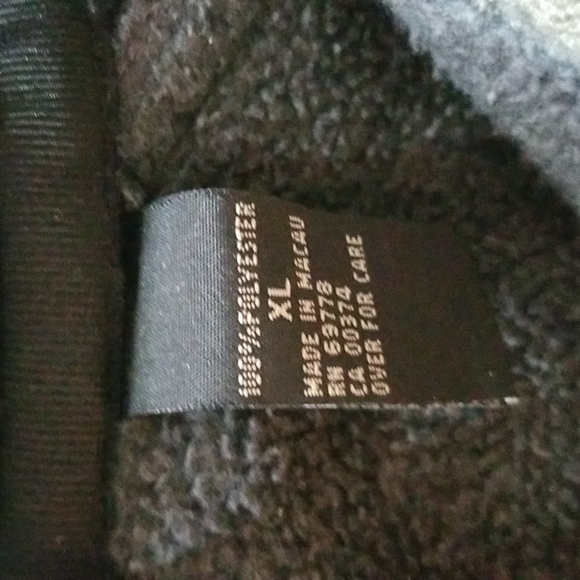 100% POLYESTER
XL
MADE IN MACAU
RN 69778
CA 00374
OVER FOR CARE